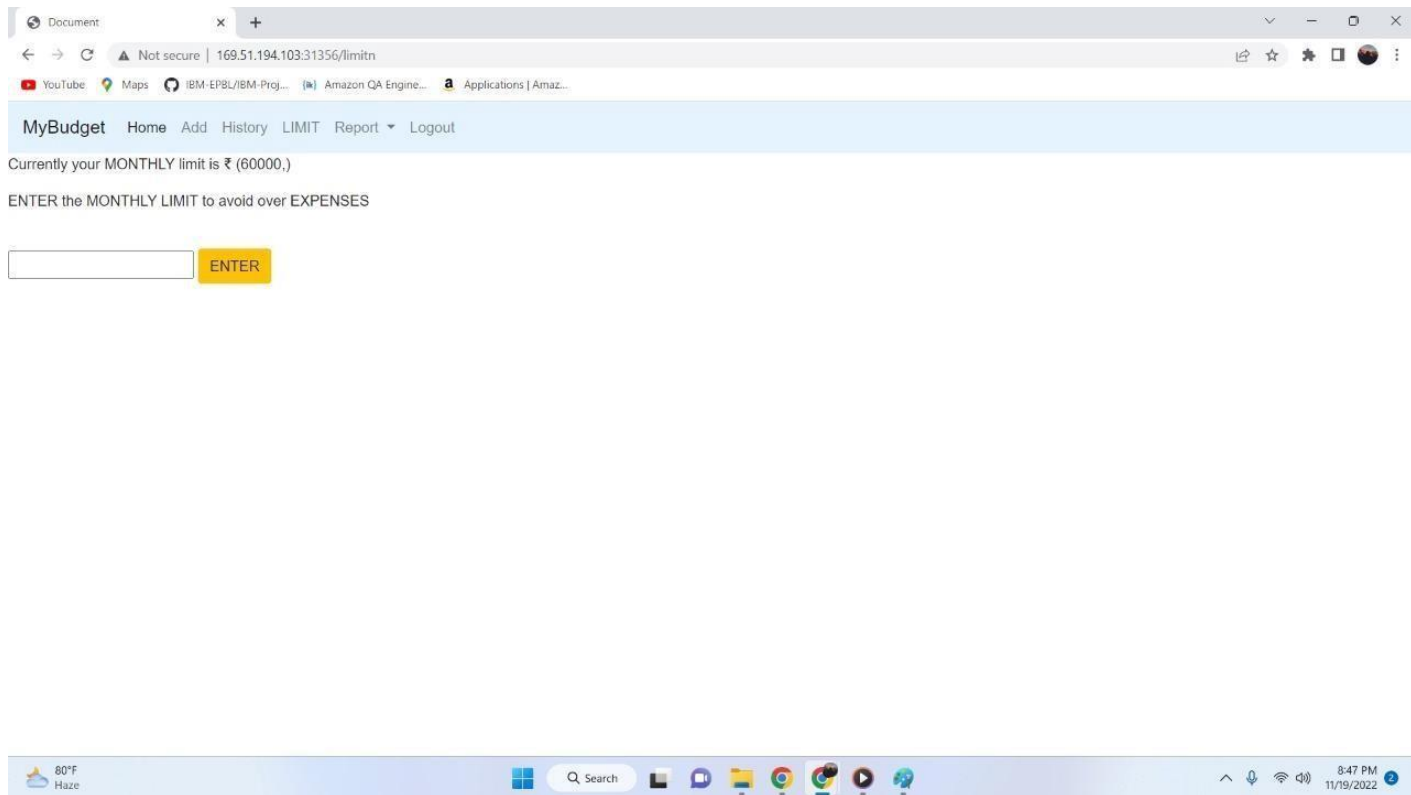 Document
Not secure | 169.51.194.103:31356/limitn
YouTube Maps IBM-EPBL/IBM-Proj... Amazon QA Engine... Applications | Amaz...
MyBudget Home Add History LIMIT Report Logout
Currently your MONTHLY limit is ₹ (60000,)
ENTER the MONTHLY LIMIT to avoid over EXPENSES
ENTER
80°F
Haze
Search
8:47 PM
11/19/2022
2